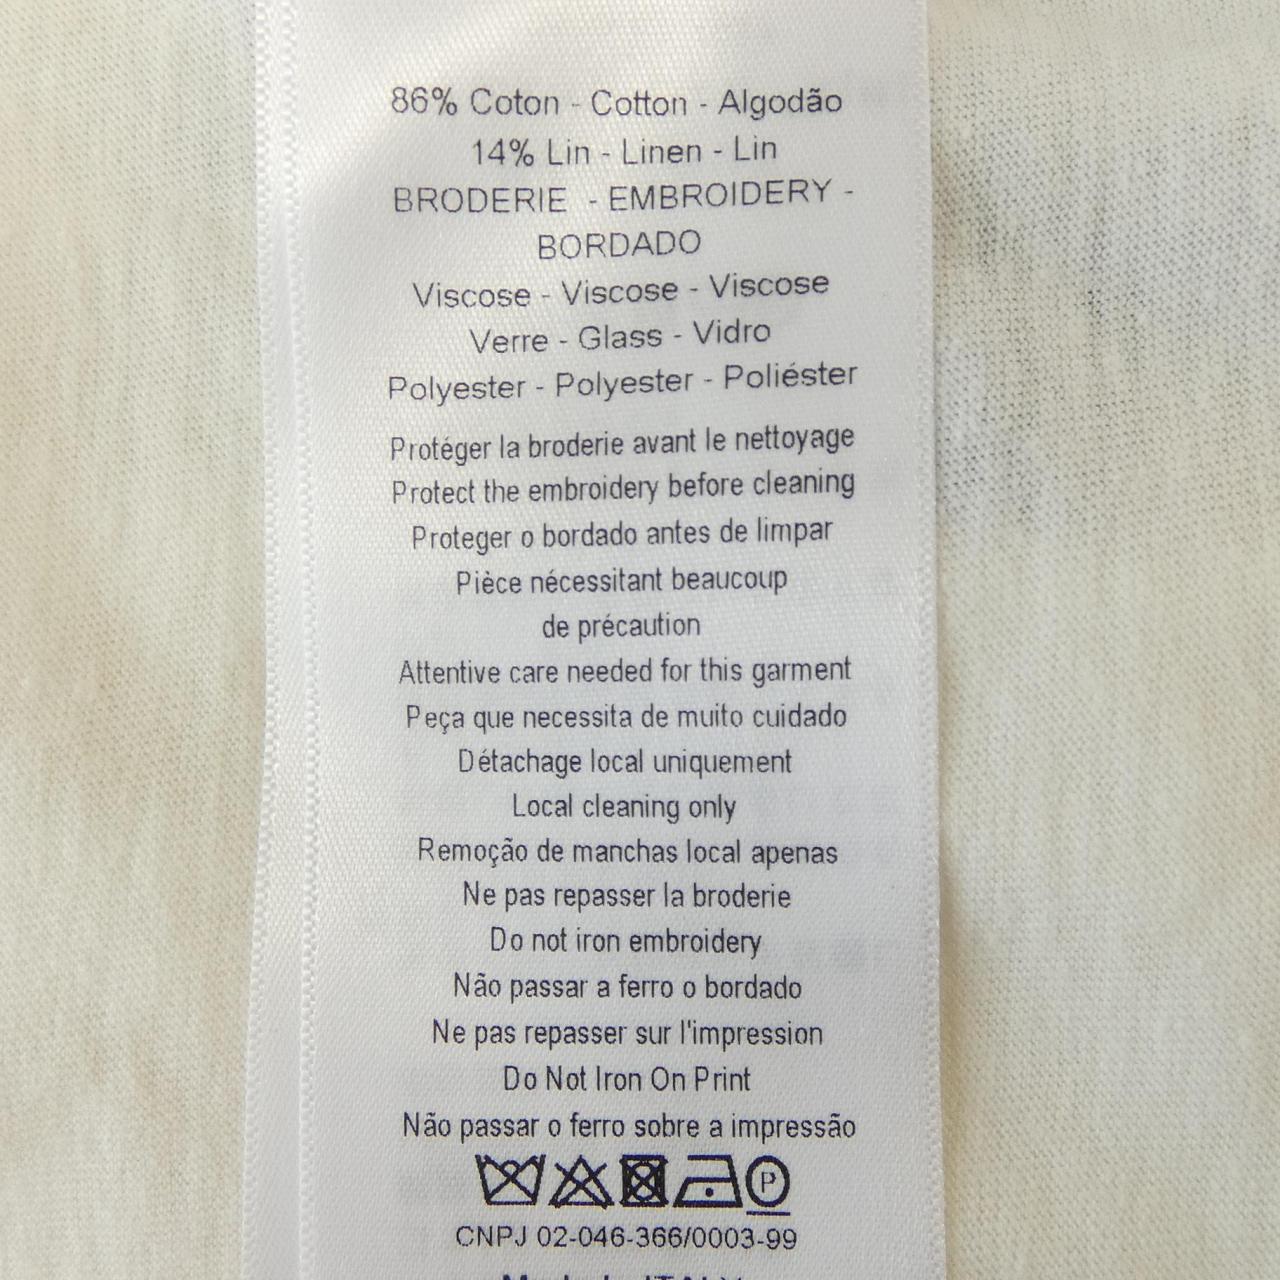 86% Coton - Cotton - Algodão
14% Lin - Linen - Lin
BRODERIE - EMBROIDERY -
BORDADO
Viscose - Viscose - Viscose
Verre - Glass - Vidro
Polyester - Polyester - Poliéster
Protéger la broderie avant le nettoyage
Protect the embroidery before cleaning
Proteger o bordado antes de limpar
Pièce nécessitant beaucoup
de précaution
Attentive care needed for this garment
Peça que necessita de muito cuidado
Détachage local uniquement
Local cleaning only
Remoção de manchas local apenas
Ne pas repasser la broderie
Do not iron embroidery
Não passar a ferro o bordado
Ne pas repasser sur l'impression
Do Not Iron On Print
Não passar o ferro sobre a impressão
P
CNPJ 02-046-366/0003-99